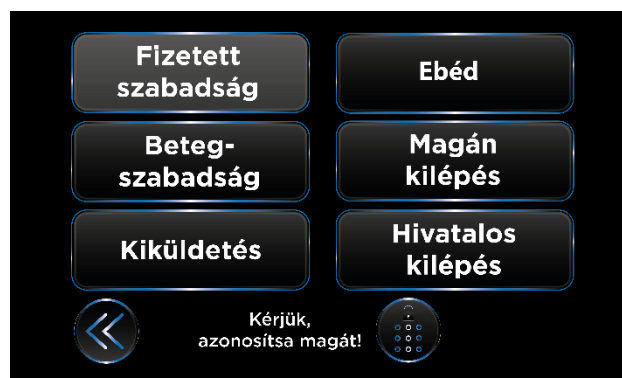 Fizetett
szabadság
Ebéd
Beteg-
szabadság
Magán
kilépés
Kiküldetés
Hivatalos
kilépés
Kérjük,
azonosítsa magát!